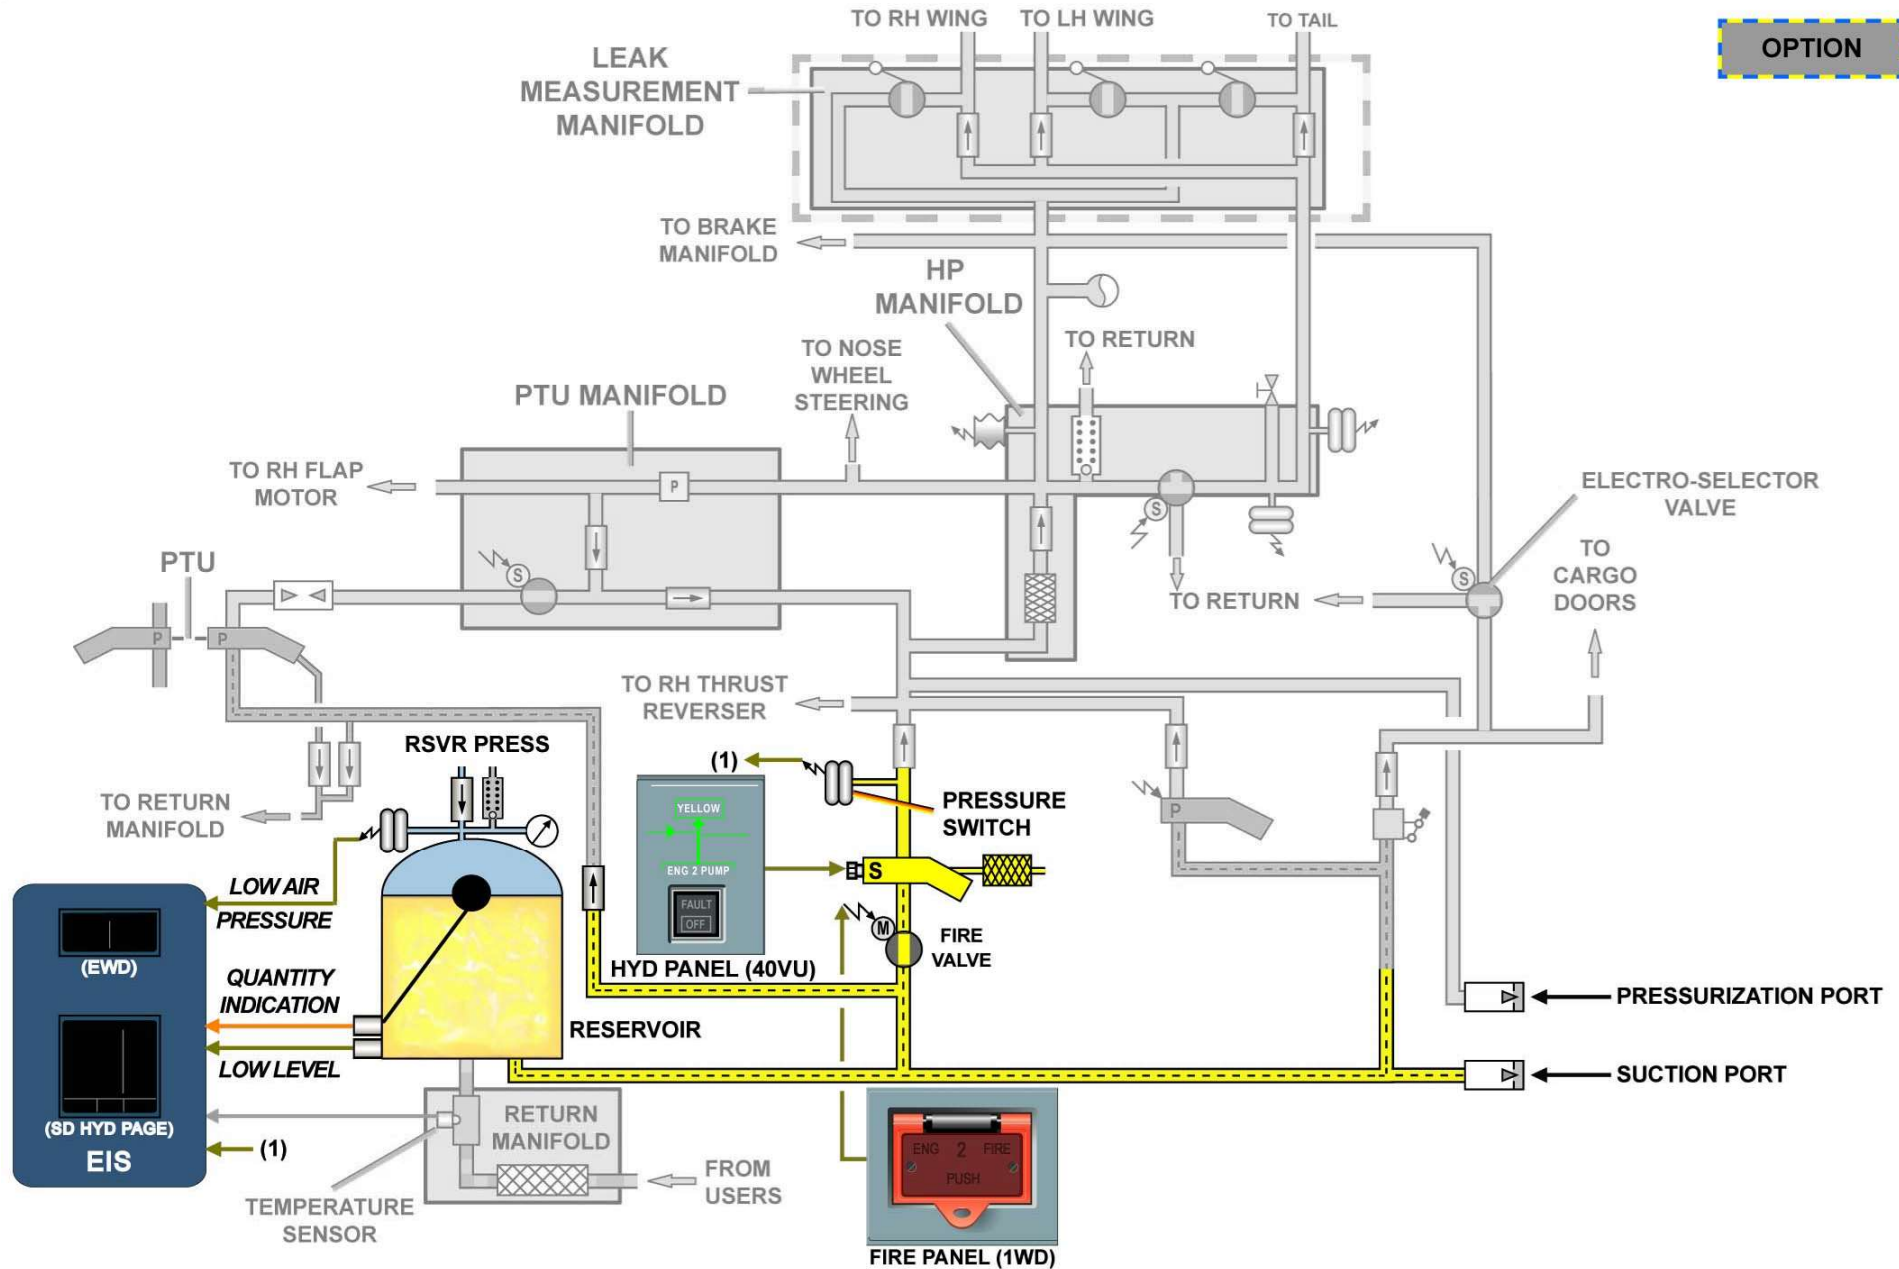 TO RH WING
TO LH WING
TO TAIL
OPTION
LEAK
MEASUREMENT
MANIFOLD
TO BRAKE
MANIFOLD
HP
MANIFOLD
TO RETURN
TO NOSE
WHEEL
STEERING
PTU MANIFOLD
TO RH FLAP
MOTOR
P
S
S
ELECTRO-SELECTOR
VALVE
S
TO
CARGO
DOORS
TO RETURN
PTU
P
P
TO RH THRUST
REVERSER
RSVR PRESS
(1)
PRESSURE
SWITCH
P
TO RETURN
MANIFOLD
YELLOW
ENG 2 PUMP
FAULT
OFF
HYD PANEL (40VU)
S
M
FIRE
VALVE
LOW AIR
PRESSURE
(EWD)
QUANTITY
INDICATION
LOW LEVEL
(SD HYD PAGE)
EIS
(1)
RESERVOIR
PRESSURIZATION PORT
SUCTION PORT
RETURN
MANIFOLD
FROM
USERS
TEMPERATURE
SENSOR
ENG 2 FIRE
PUSH
FIRE PANEL (1WD)